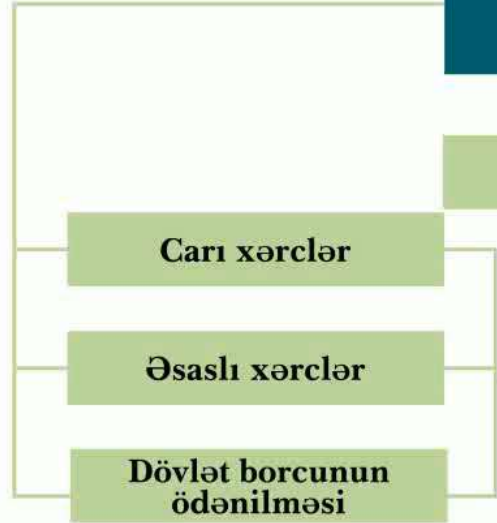 Carı xərclər
Əsaslı xərclər
Dövlət borcunun
ödənilməsi